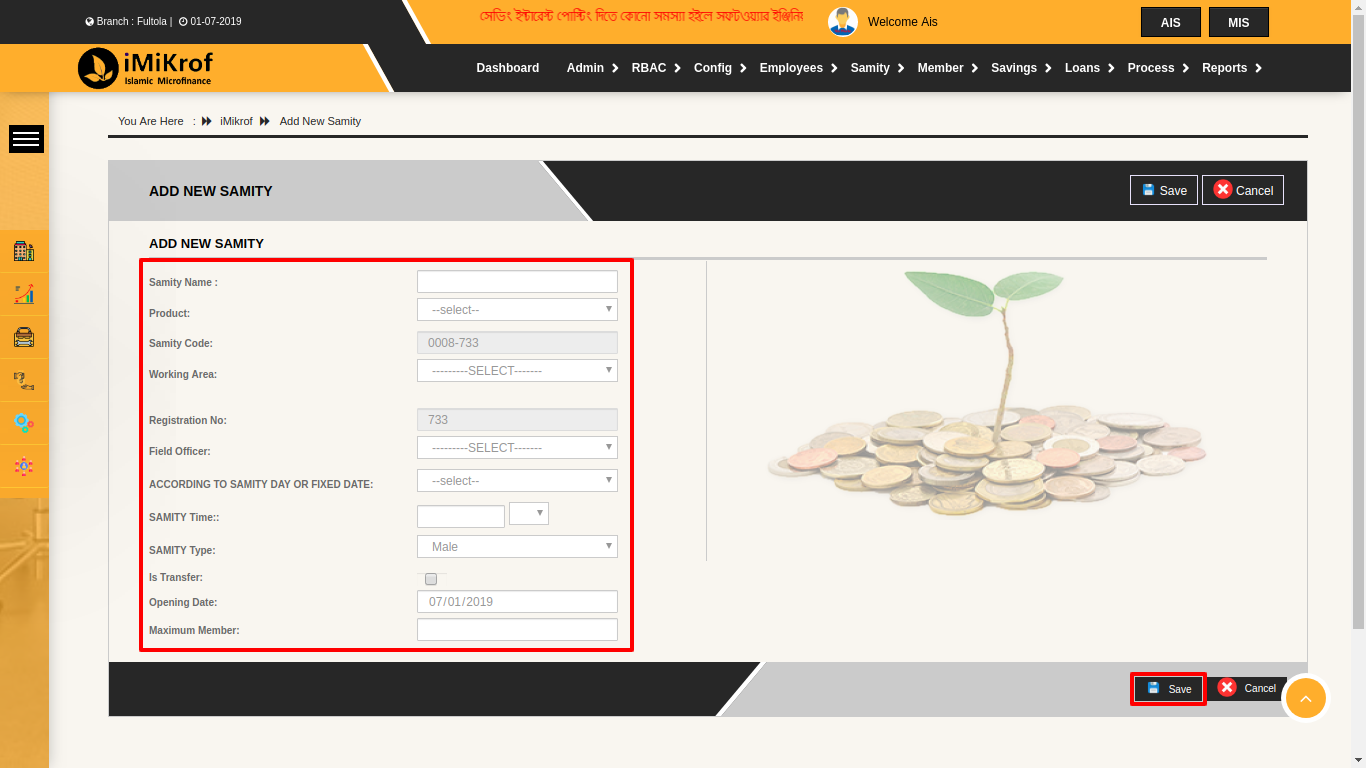 Branch : Fultola | 01-07-2019
সেভিং ইন্টারেস্ট পোস্টিং দিতে কোনো সমস্যা হইলে সফটওয়্যার ইঞ্জিনিং
Welcome Ais
AIS MIS
iMiKrof
Islamic Microfinance
Dashboard Admin RBAC Config Employees Samity Member Savings Loans Process Reports
You Are Here : iMikrof Add New Samity
ADD NEW SAMITY
Save Cancel
ADD NEW SAMITY
Samity Name :
Product: --select--
Samity Code: 0008-733
Working Area: ---------SELECT-------
Registration No: 733
Field Officer: ---------SELECT-------
ACCORDING TO SAMITY DAY OR FIXED DATE: --select--
SAMITY Time::
SAMITY Type: Male
Is Transfer:
Opening Date: 07/01/2019
Maximum Member:
Save Cancel